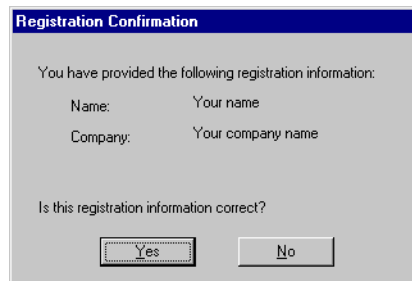 Registration Confirmation
You have provided the following registration information:
Name: Your name
Company: Your company name
Is this registration information correct?
Yes No